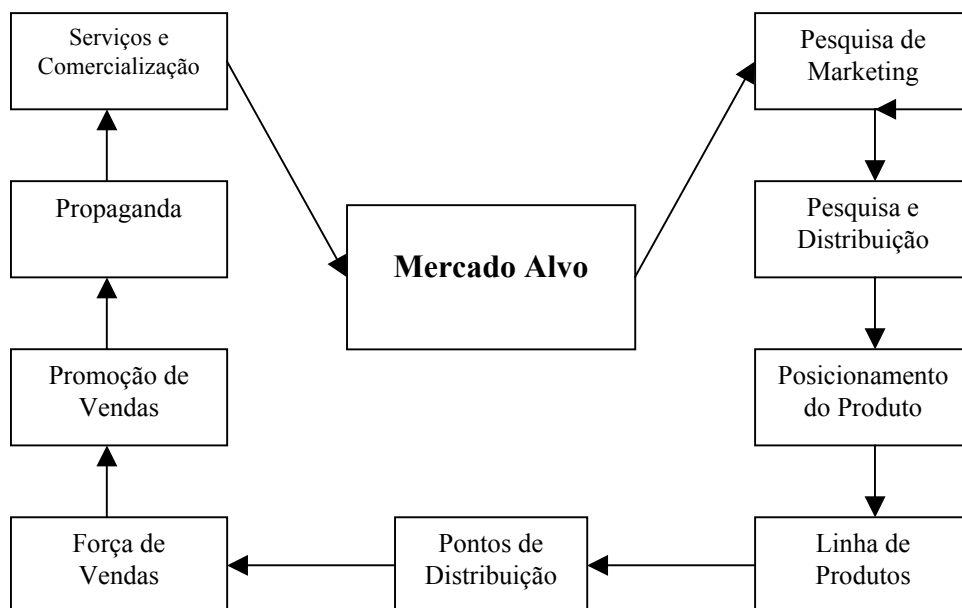 Serviços e
Comercialização
Pesquisa de
Marketing
Propaganda
Mercado Alvo
Pesquisa e
Distribuição
Promoção de
Vendas
Posicionamento
do Produto
Força de
Vendas
Pontos de
Distribuição
Linha de
Produtos